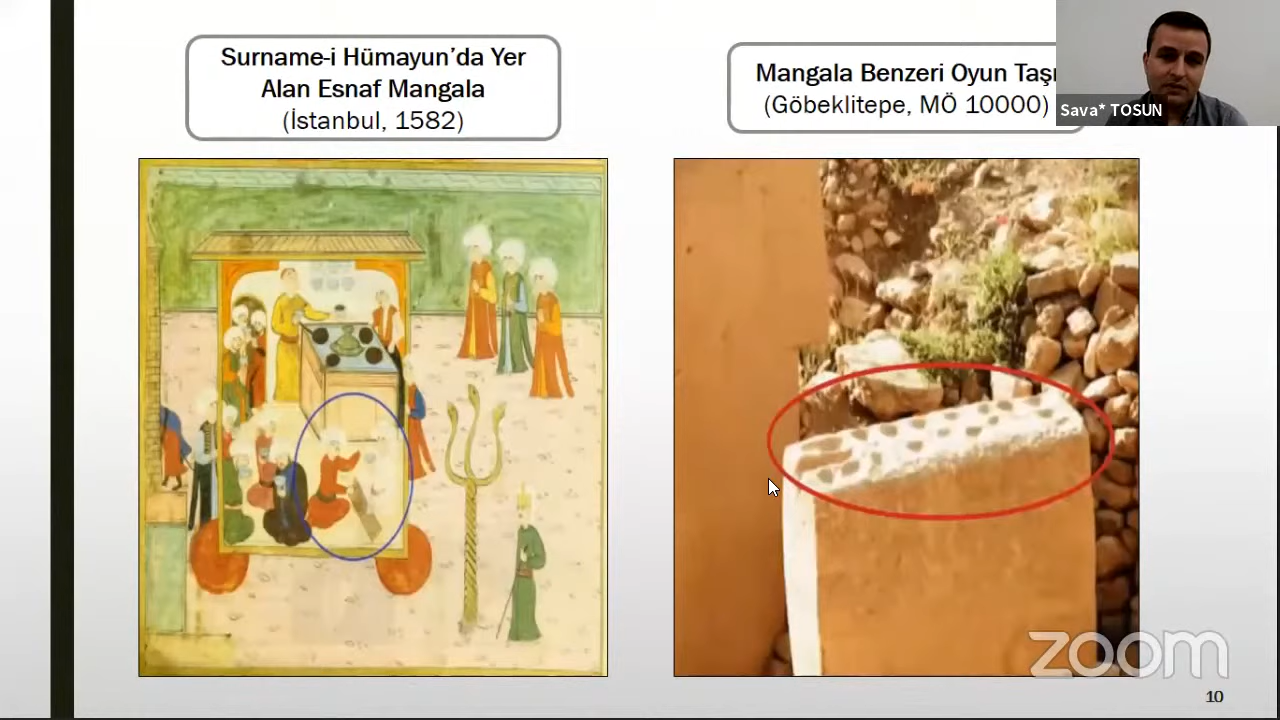 Surname-i Hümayun’da Yer
Alan Esnaf Mangala
(İstanbul, 1582)
Mangala Benzeri Oyun Taşı
(Göbeklitepe, MÖ 10000)
Sava* TOSUN
zoom
10